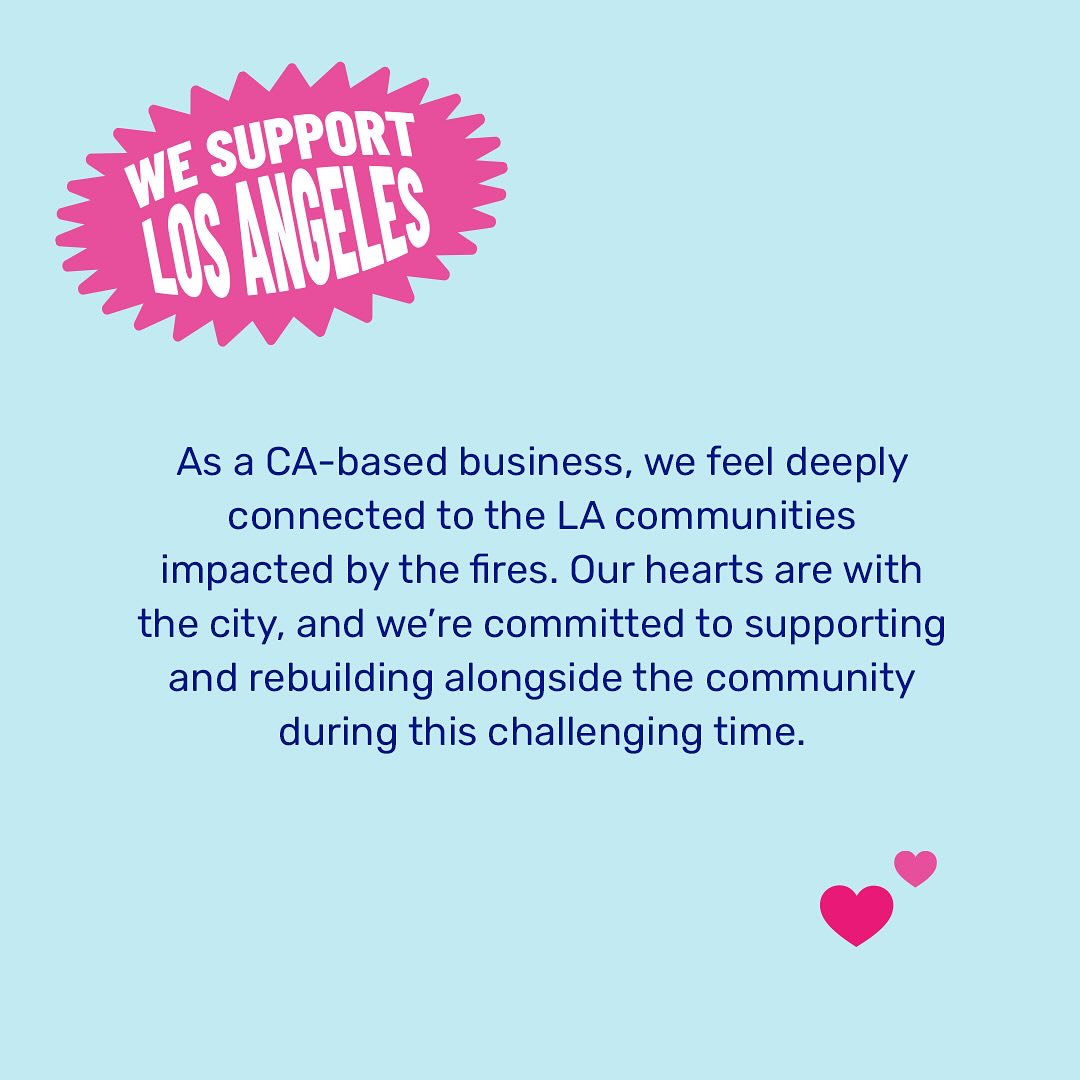 WE SUPPORT
LOS ANGELES
As a CA-based business, we feel deeply
connected to the LA communities
impacted by the fires. Our hearts are with
the city, and we’re committed to supporting
and rebuilding alongside the community
during this challenging time.